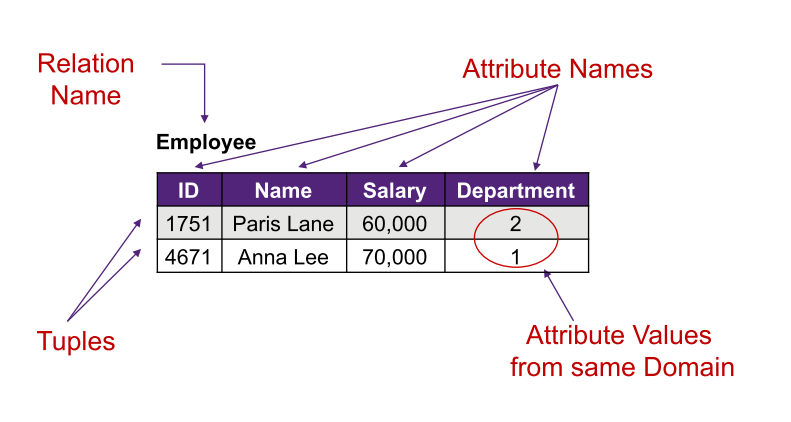 Relation
Name
Attribute Names
Employee
ID Name Salary Department
1751 Paris Lane 60,000 2
4671 Anna Lee 70,000 1
Tuples
Attribute Values
from same Domain